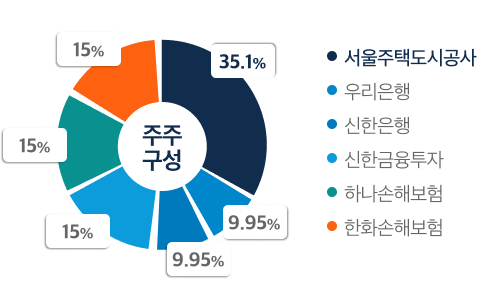 15%
35.1%
15%
주주
구성
15%
9.95%
9.95%
서울주택도시공사
우리은행
신한은행
신한금융투자
하나손해보험
한화손해보험